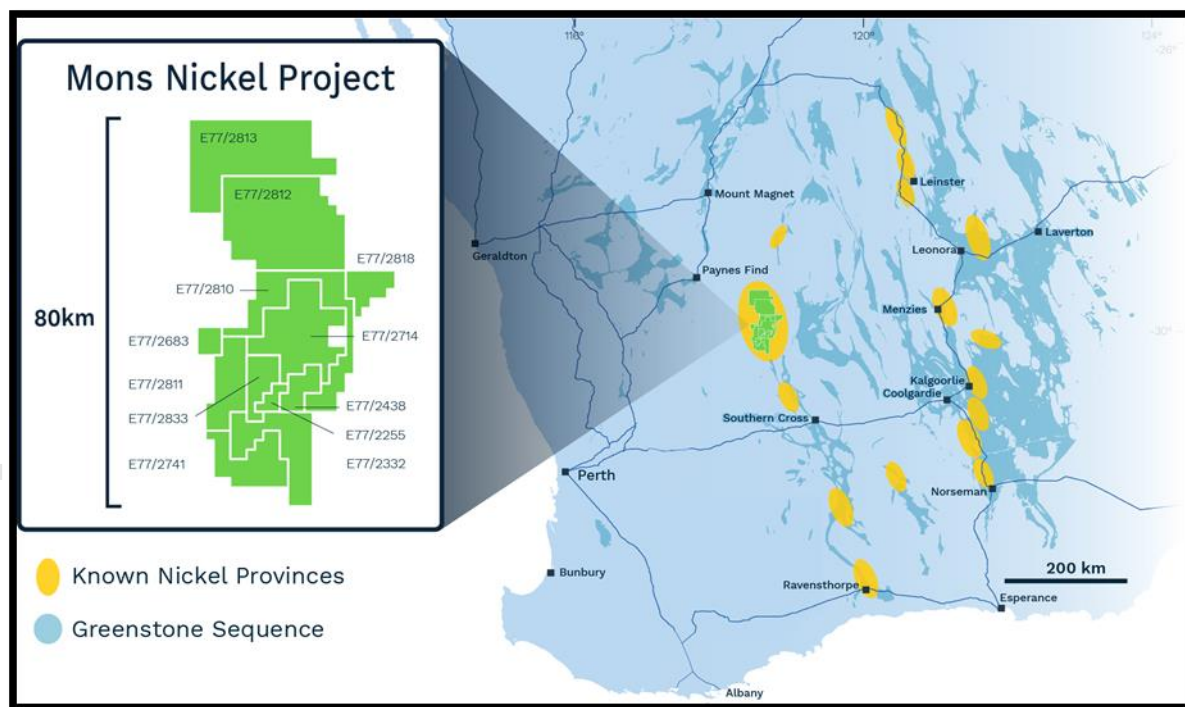 116°
120°
124°
-26°
Mons Nickel Project
E77/2813
E77/2812
E77/2818
E77/2810
80km
E77/2714
E77/2683
E77/2811
E77/2833
E77/2438
E77/2255
E77/2741
E77/2332
Known Nickel Provinces
Greenstone Sequence
Leinster
Mount Magnet
Laverton
Geraldton
Leonora
Paynes Find
Menzies
-30°
Kalgoorlie
Coolgardie
Southern Cross
Perth
Norseman
Bunbury
200 km
Ravensthorpe
Esperance
Albany